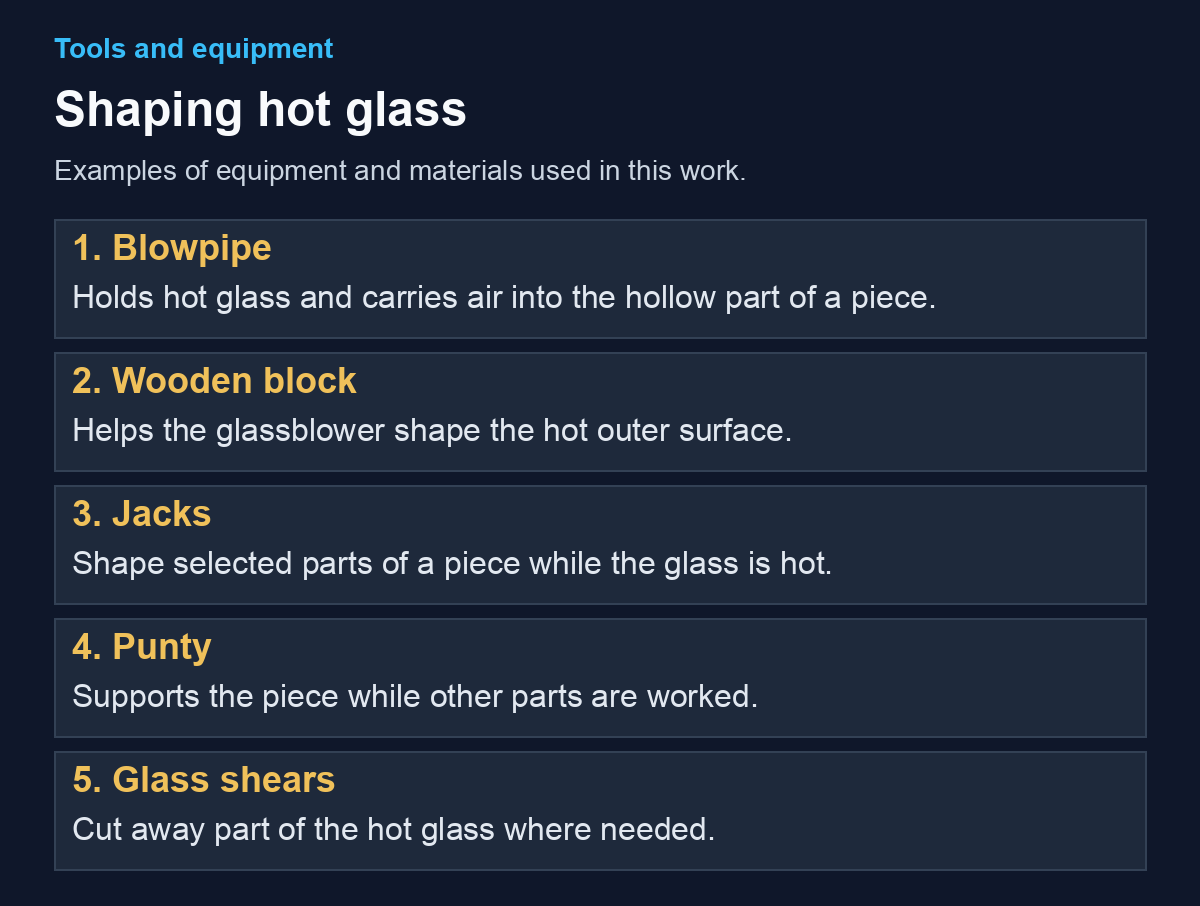 Tools and equipment
Shaping hot glass
Examples of equipment and materials used in this work.
1. Blowpipe
Holds hot glass and carries air into the hollow part of a piece.
2. Wooden block
Helps the glassblower shape the hot outer surface.
3. Jacks
Shape selected parts of a piece while the glass is hot.
4. Punty
Supports the piece while other parts are worked.
5. Glass shears
Cut away part of the hot glass where needed.